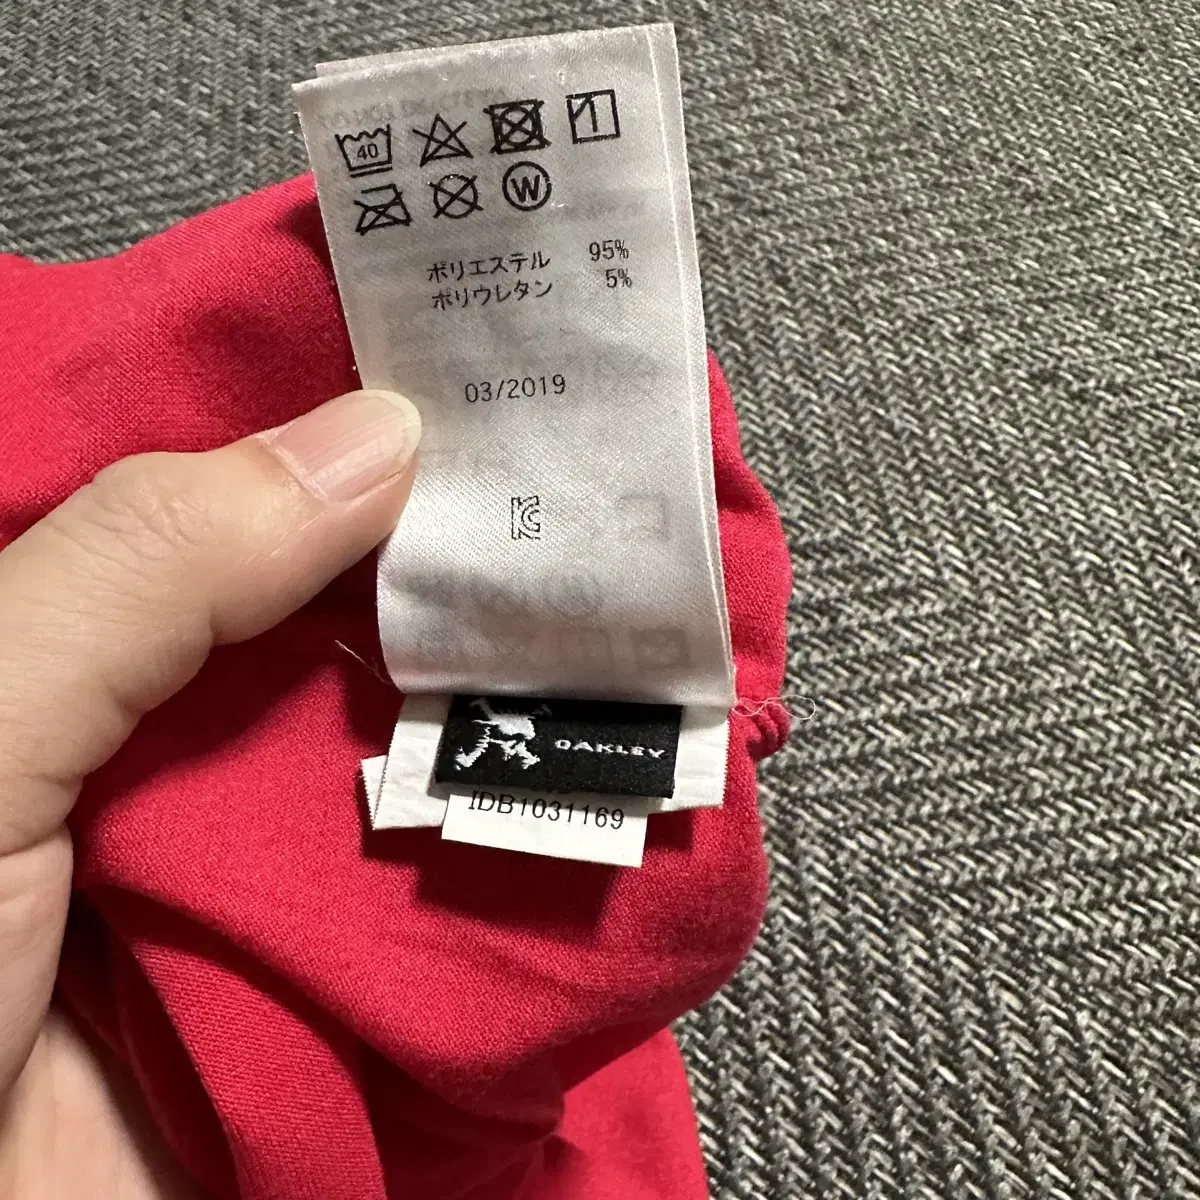 40
W
ポリエステル 95%
ポリウレタン 5%
03/2019
KC
OAKLEY
IDB1031169